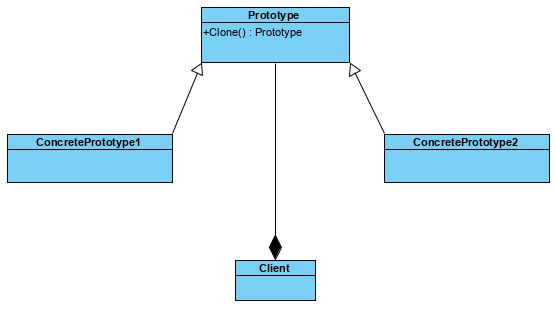 Prototype
+Clone() : Prototype
ConcretePrototype1
ConcretePrototype2
Client